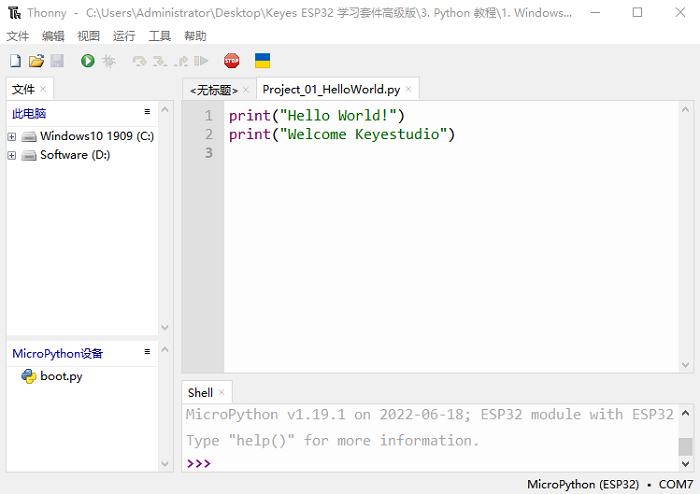 Thonny - C:\Users\Administrator\Desktop\Keyes ESP32 学习套件高级版\3. Python 教程\1. Windows...
文件 编辑 视图 运行 工具 帮助
STOP
文件 × <无标题> × Project_01_HelloWorld.py ×
此电脑 ≡
Windows10 1909 (C:)
Software (D:)
1 print("Hello World!")
2 print("Welcome Keyestudio")
3
MicroPython设备 ≡
boot.py
Shell ×
MicroPython v1.19.1 on 2022-06-18; ESP32 module with ESP32
Type "help()" for more information.
>>>
MicroPython (ESP32) • COM7